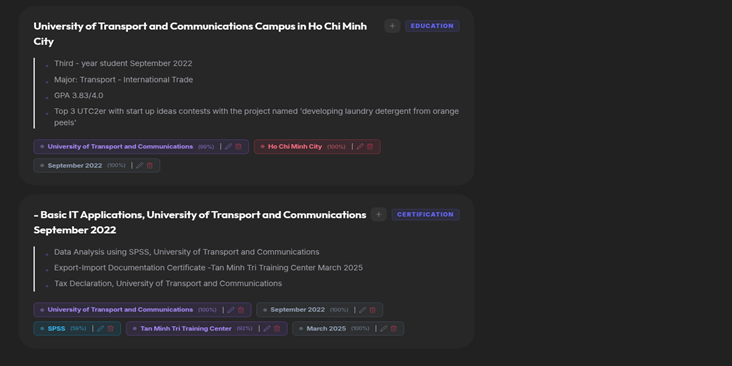 University of Transport and Communications Campus in Ho Chi Minh
City
+ EDUCATION
Third - year student September 2022
Major: Transport - International Trade
GPA 3.83/4.0
Top 3 UTC2er with start up ideas contests with the project named 'developing laundry detergent from orange
peels'
University of Transport and Communications (98%) | Ho Chi Minh City (100%) |
September 2022 (100%) |
- Basic IT Applications, University of Transport and Communications
September 2022
+ CERTIFICATION
Data Analysis using SPSS, University of Transport and Communications
Export-Import Documentation Certificate -Tan Minh Tri Training Center March 2025
Tax Declaration, University of Transport and Communications
University of Transport and Communications (100%) | September 2022 (100%) |
SPSS (59%) | Tan Minh Tri Training Center (92%) | March 2025 (100%) |